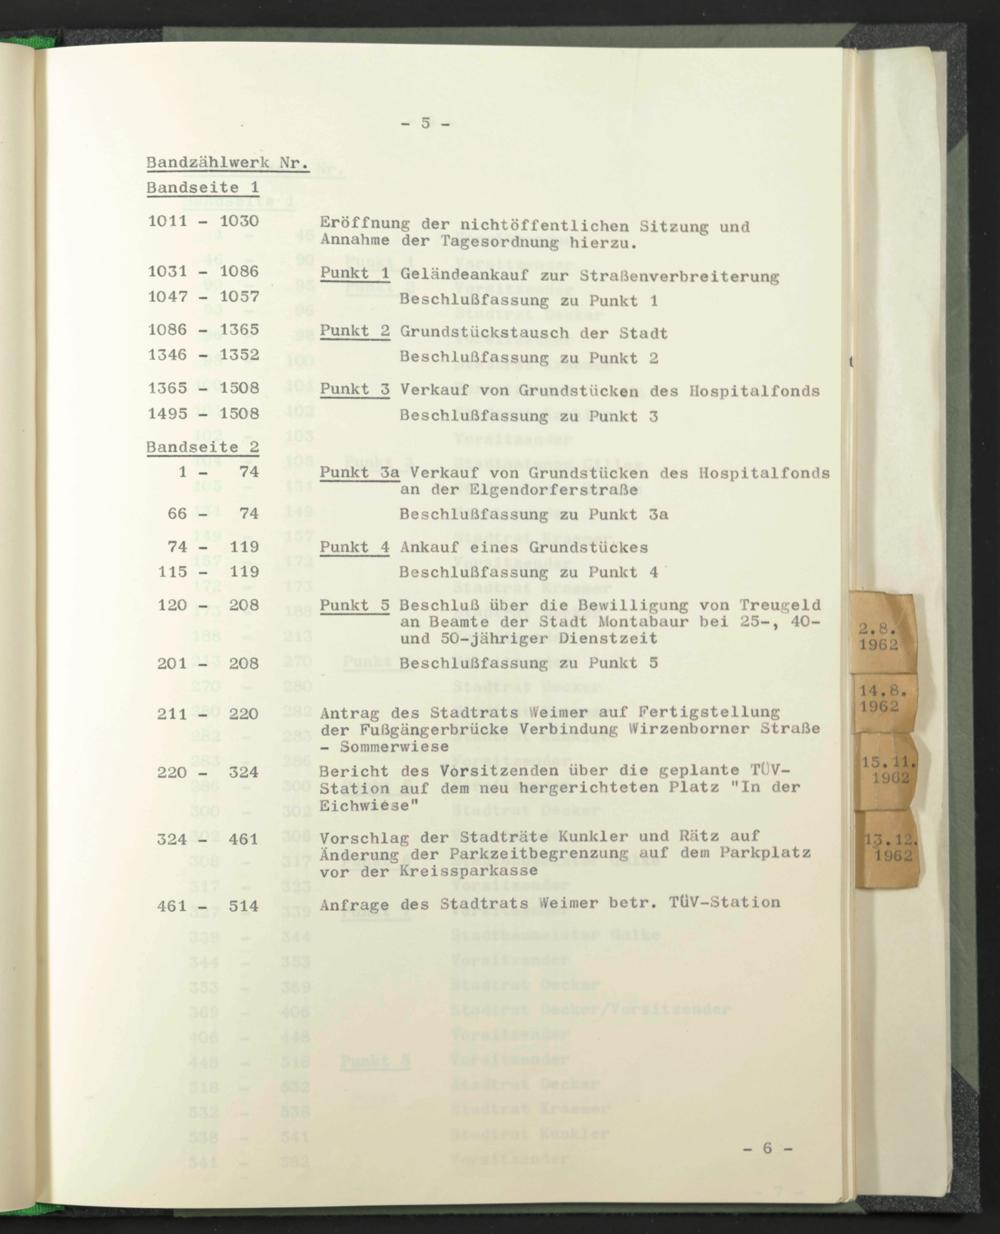 - 5 -
Bandzählwerk Nr.
Bandseite 1
1011 - 1030 Eröffnung der nichtöffentlichen Sitzung und
Annahme der Tagesordnung hierzu.
1031 - 1086 Punkt 1 Geländeankauf zur Straßenverbreiterung
1047 - 1057 Beschlußfassung zu Punkt 1
1086 - 1365 Punkt 2 Grundstückstausch der Stadt
1346 - 1352 Beschlußfassung zu Punkt 2
1365 - 1508 Punkt 3 Verkauf von Grundstücken des Hospitalfonds
1495 - 1508 Beschlußfassung zu Punkt 3
Bandseite 2
1 - 74 Punkt 3a Verkauf von Grundstücken des Hospitalfonds
an der Elgendorferstraße
66 - 74 Beschlußfassung zu Punkt 3a
74 - 119 Punkt 4 Ankauf eines Grundstückes
115 - 119 Beschlußfassung zu Punkt 4
120 - 208 Punkt 5 Beschluß über die Bewilligung von Treugeld
an Beamte der Stadt Montabaur bei 25-, 40-
und 50-jähriger Dienstzeit
201 - 208 Beschlußfassung zu Punkt 5
211 - 220 Antrag des Stadtrats Weimer auf Fertigstellung
der Fußgängerbrücke Verbindung Wirzenborner Straße
- Sommerwiese
220 - 324 Bericht des Vorsitzenden über die geplante TÜV-
Station auf dem neu hergerichteten Platz "In der
Eichwiese"
324 - 461 Vorschlag der Stadträte Kunkler und Rätz auf
Änderung der Parkzeitbegrenzung auf dem Parkplatz
vor der Kreissparkasse
461 - 514 Anfrage des Stadtrats Weimer betr. TÜV-Station
- 6 -
2.8.
1962
14.8.
1962
15.11.
1962
13.12.
1962